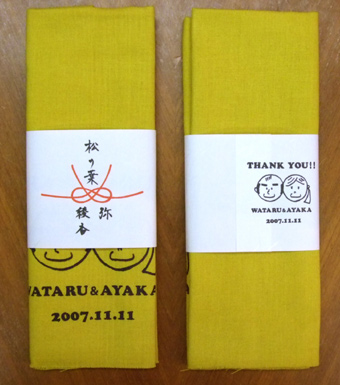 松の葉
弥
綾香
WATARU&AYAKA
2007.11.11
THANK YOU!!
WATARU&AYAKA
2007.11.11